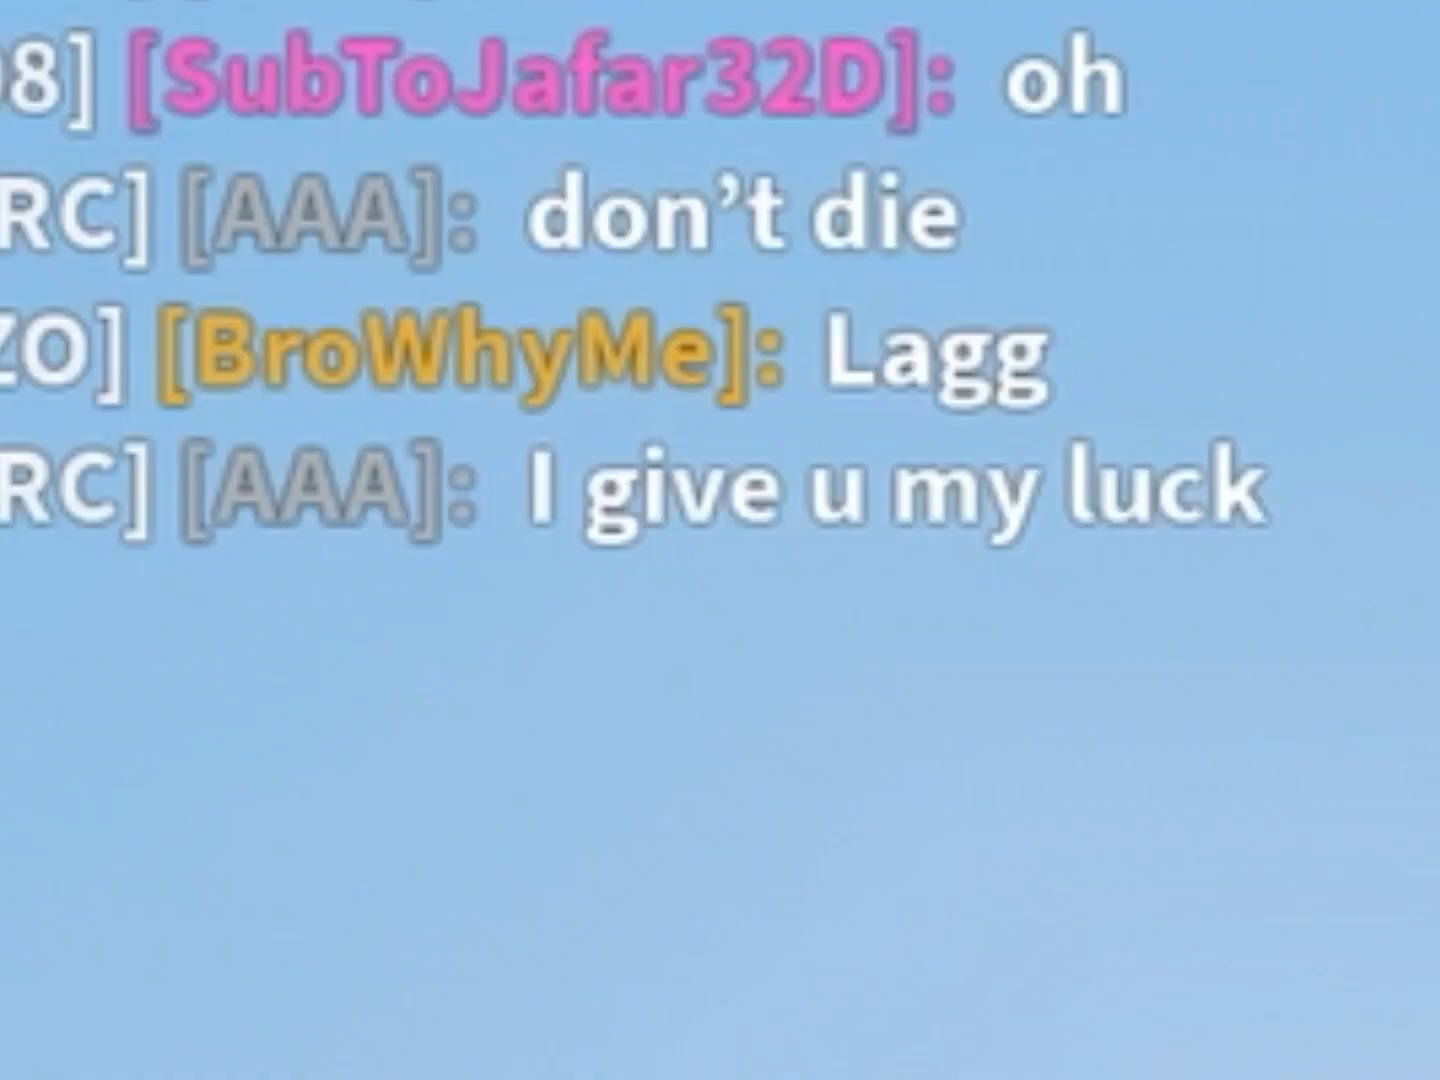 8] [SubToJafar32D]: oh
RC] [AAA]: don’t die
ZO] [BroWhyMe]: Lagg
RC] [AAA]: I give u my luck